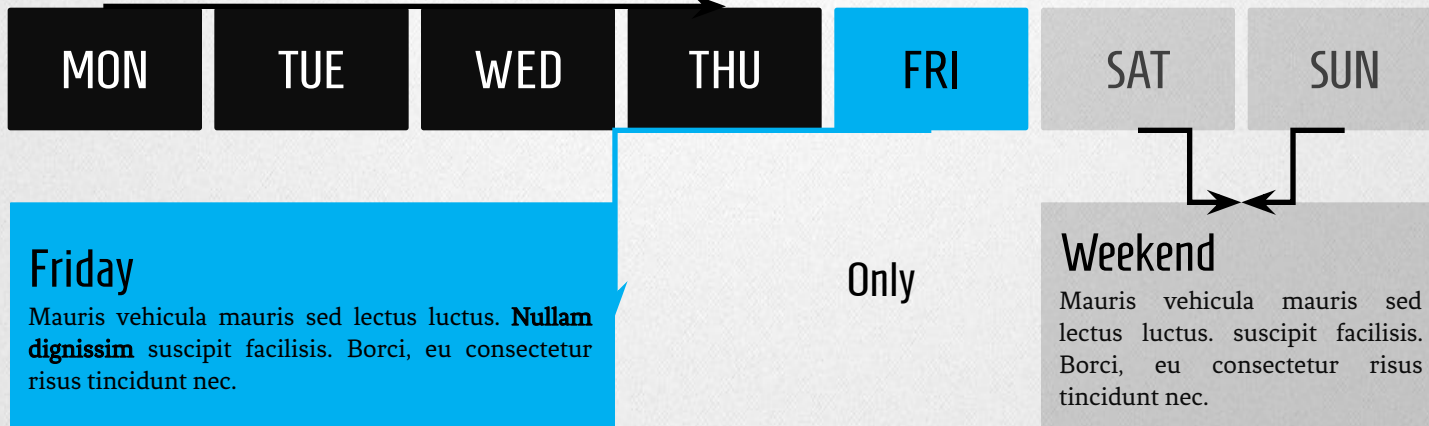 MON TUE WED THU FRI SAT SUN
Friday
Mauris vehicula mauris sed lectus luctus. Nullam
dignissim suscipit facilisis. Borci, eu consectetur
risus tincidunt nec.
Only
Weekend
Mauris vehicula mauris sed
lectus luctus. suscipit facilisis.
Borci, eu consectetur risus
tincidunt nec.